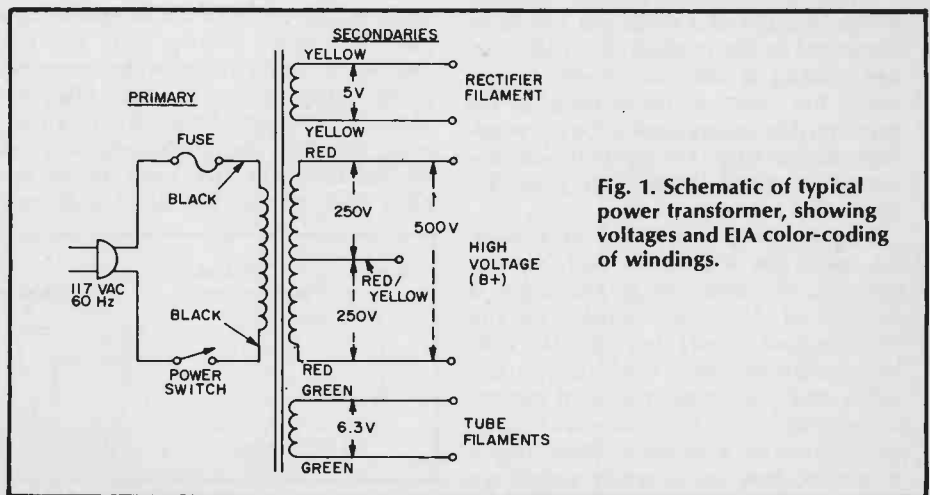 SECONDARIES
YELLOW
PRIMARY
5V
RECTIFIER
FILAMENT
FUSE
YELLOW
RED
BLACK
250V
500V
HIGH
VOLTAGE
(B+)
RED/
YELLOW
117 VAC
60 Hz
BLACK
250V
POWER
SWITCH
RED
GREEN
6.3V
TUBE
FILAMENTS
GREEN
Fig. 1. Schematic of typical
power transformer, showing
voltages and EIA color-coding
of windings.